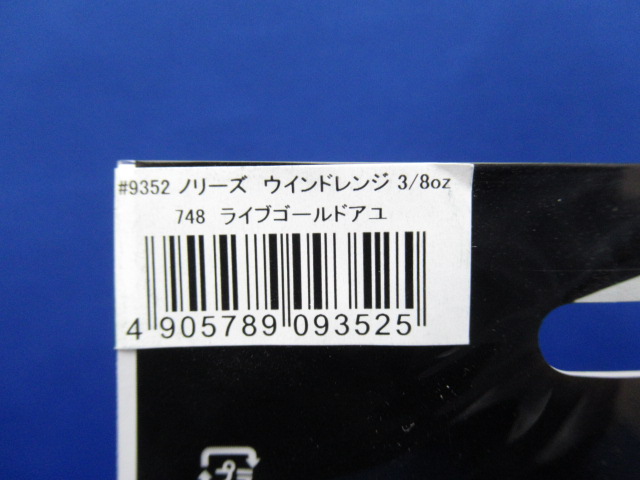 #9352 ノリーズ ウインドレンジ 3/8oz
748 ライブゴールドアユ
4 905789 093525
プ